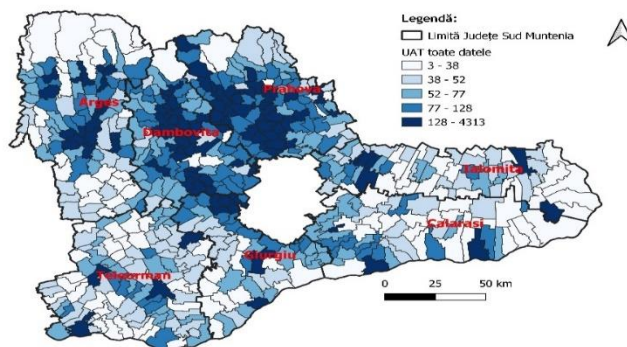 Legendă:
Limită Județe Sud Muntenia
UAT toate datele
3 - 38
38 - 52
52 - 77
77 - 128
128 - 4313
Prahova
Argeș
Dambovita
Ialomita
Calarasi
Giurgiu
0 25 50 km